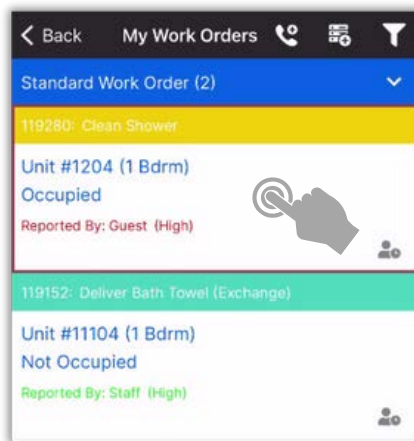 Back My Work Orders
Standard Work Order (2)
119280: Clean Shower
Unit #1204 (1 Bdrm)
Occupied
Reported By: Guest (High)
119152: Deliver Bath Towel (Exchange)
Unit #11104 (1 Bdrm)
Not Occupied
Reported By: Staff (High)